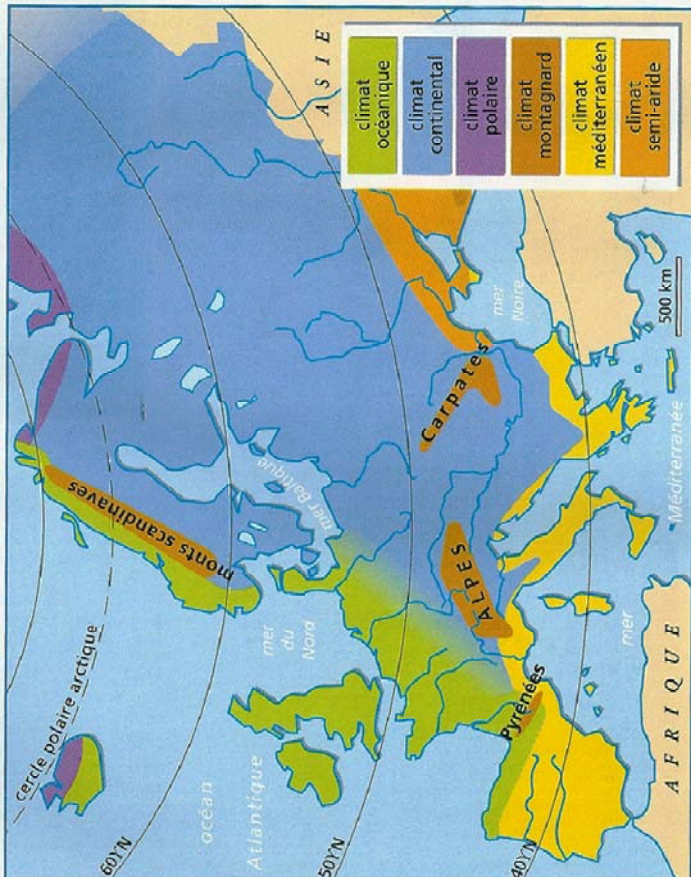 ASIE
climat
océanique
climat
continental
climat
polaire
climat
montagnard
climat
méditerranéen
climat
semi-aride
cercle polaire arctique
monts scandinaves
mer Baltique
mer
du
Nord
océan
Atlantique
Carpates
ALPES
Pyrénées
mer
Noire
mer
Méditerranée
AFRIQUE
500 km
60°N
50°N
40°N